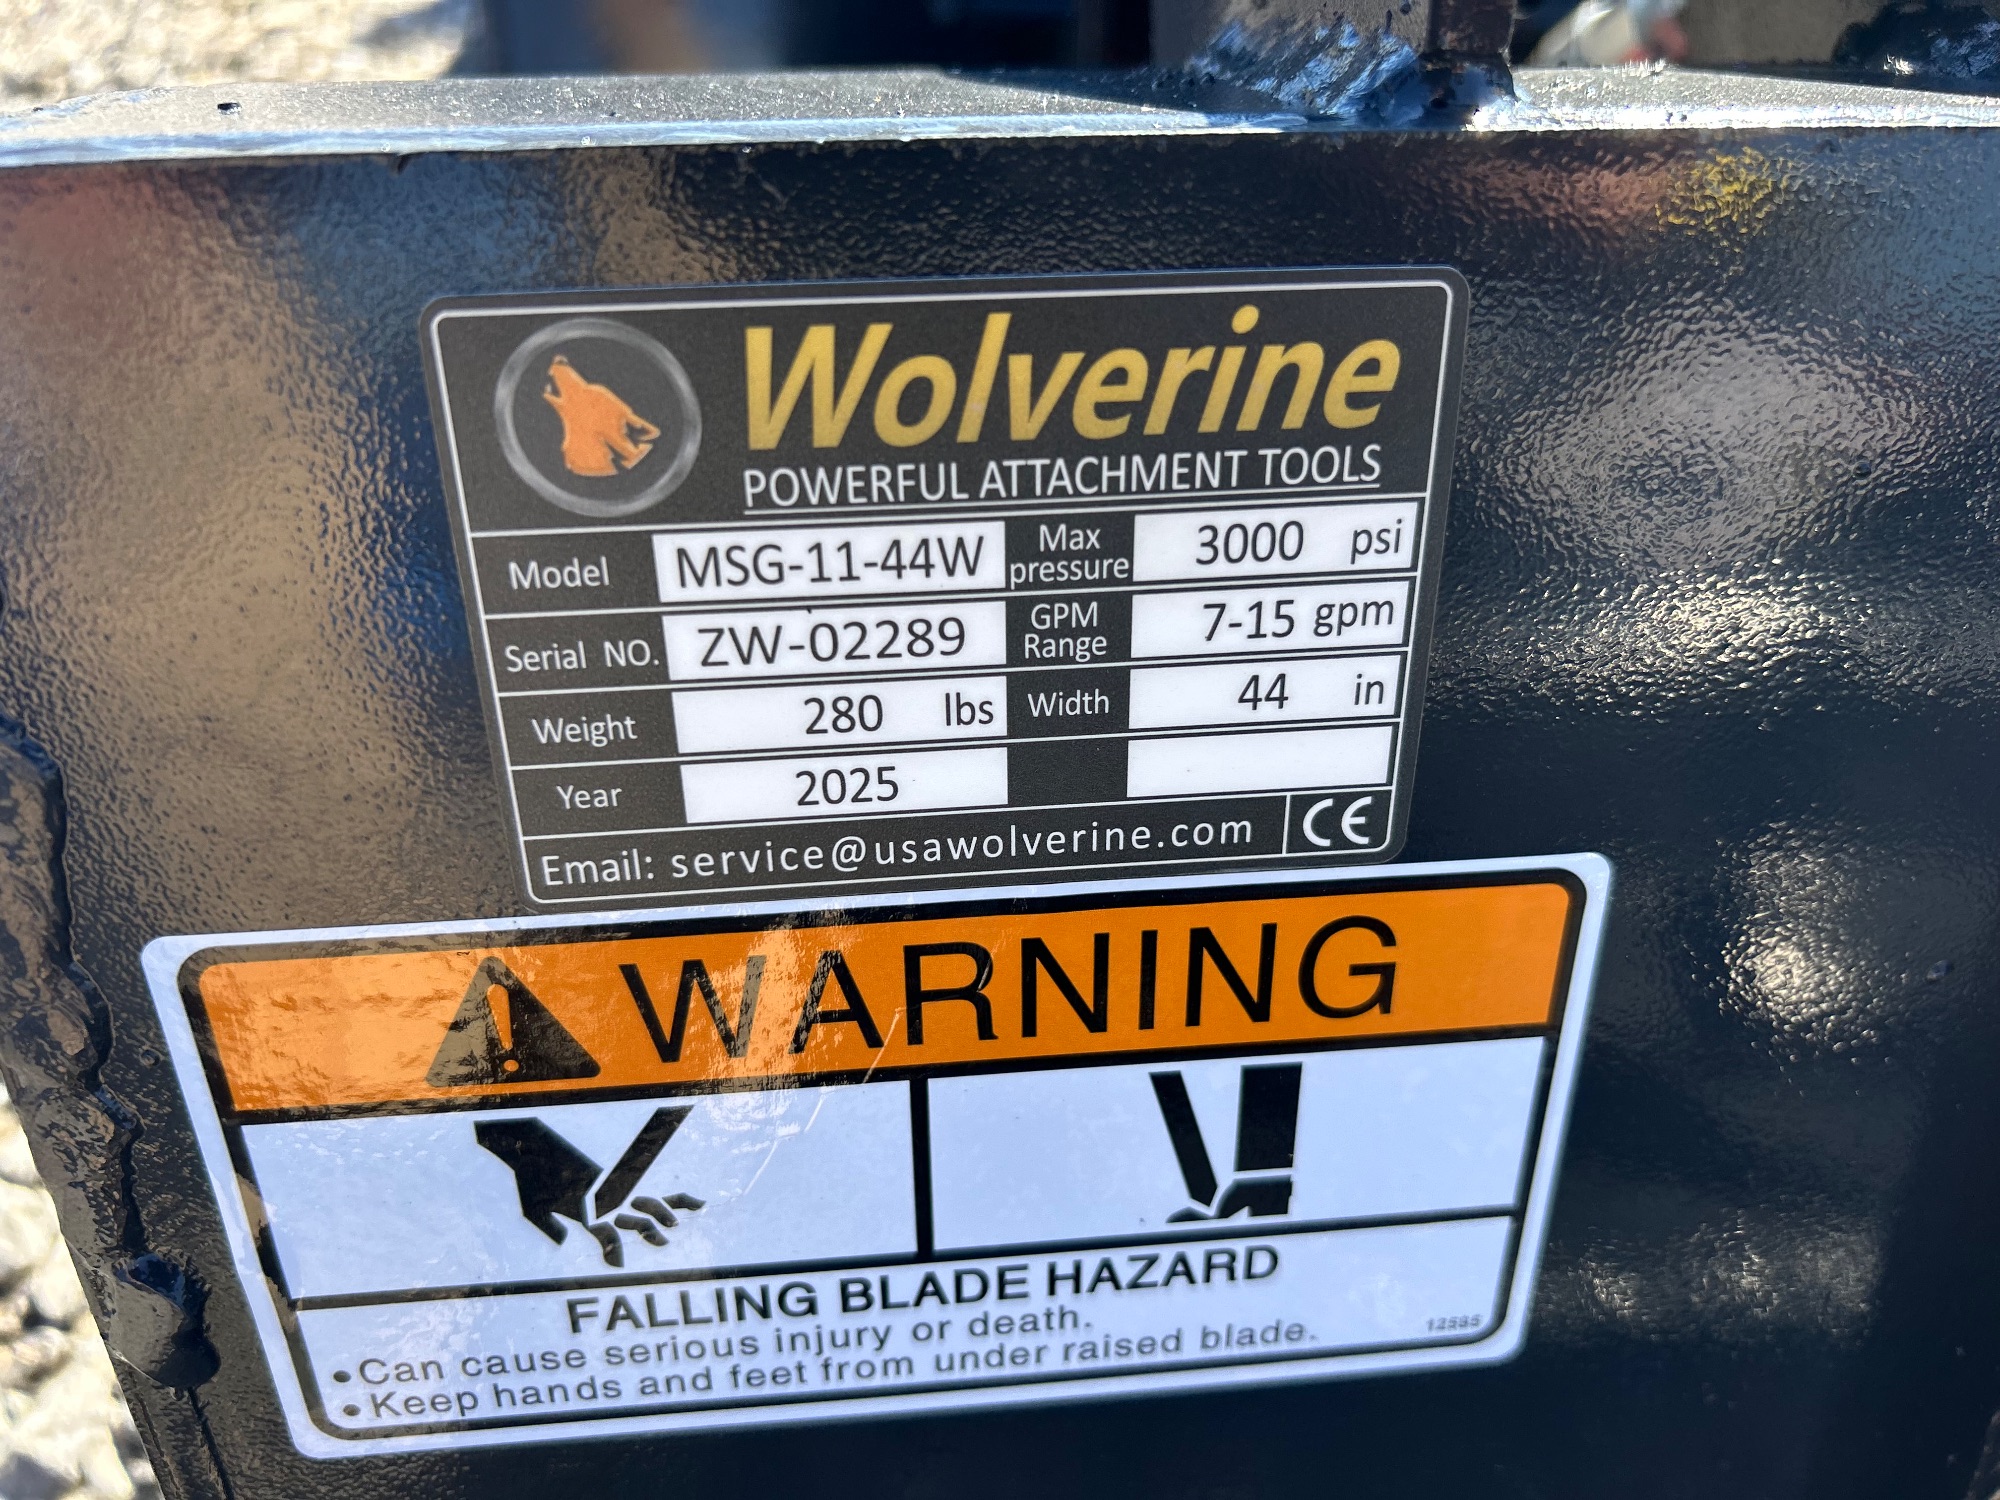 Wolverine
POWERFUL ATTACHMENT TOOLS
Model MSG-11-44W Max pressure 3000 psi
Serial NO. ZW-02289 GPM Range 7-15 gpm
Weight 280 lbs Width 44 in
Year 2025
Email: service@usawolverine.com CE
WARNING
FALLING BLADE HAZARD
•Can cause serious injury or death.
•Keep hands and feet from under raised blade.
12585